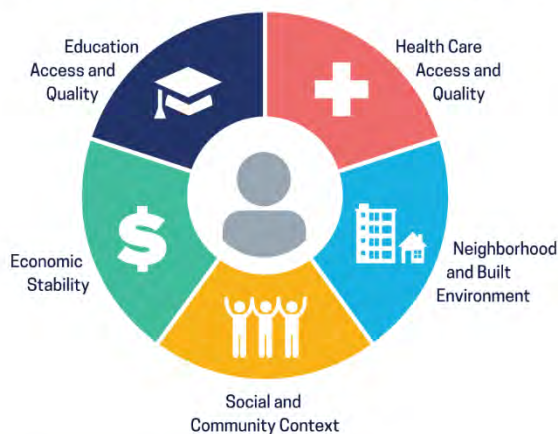 Education
Access and
Quality
Health Care
Access and
Quality
$
Economic
Stability
Neighborhood
and Built
Environment
Social and
Community Context